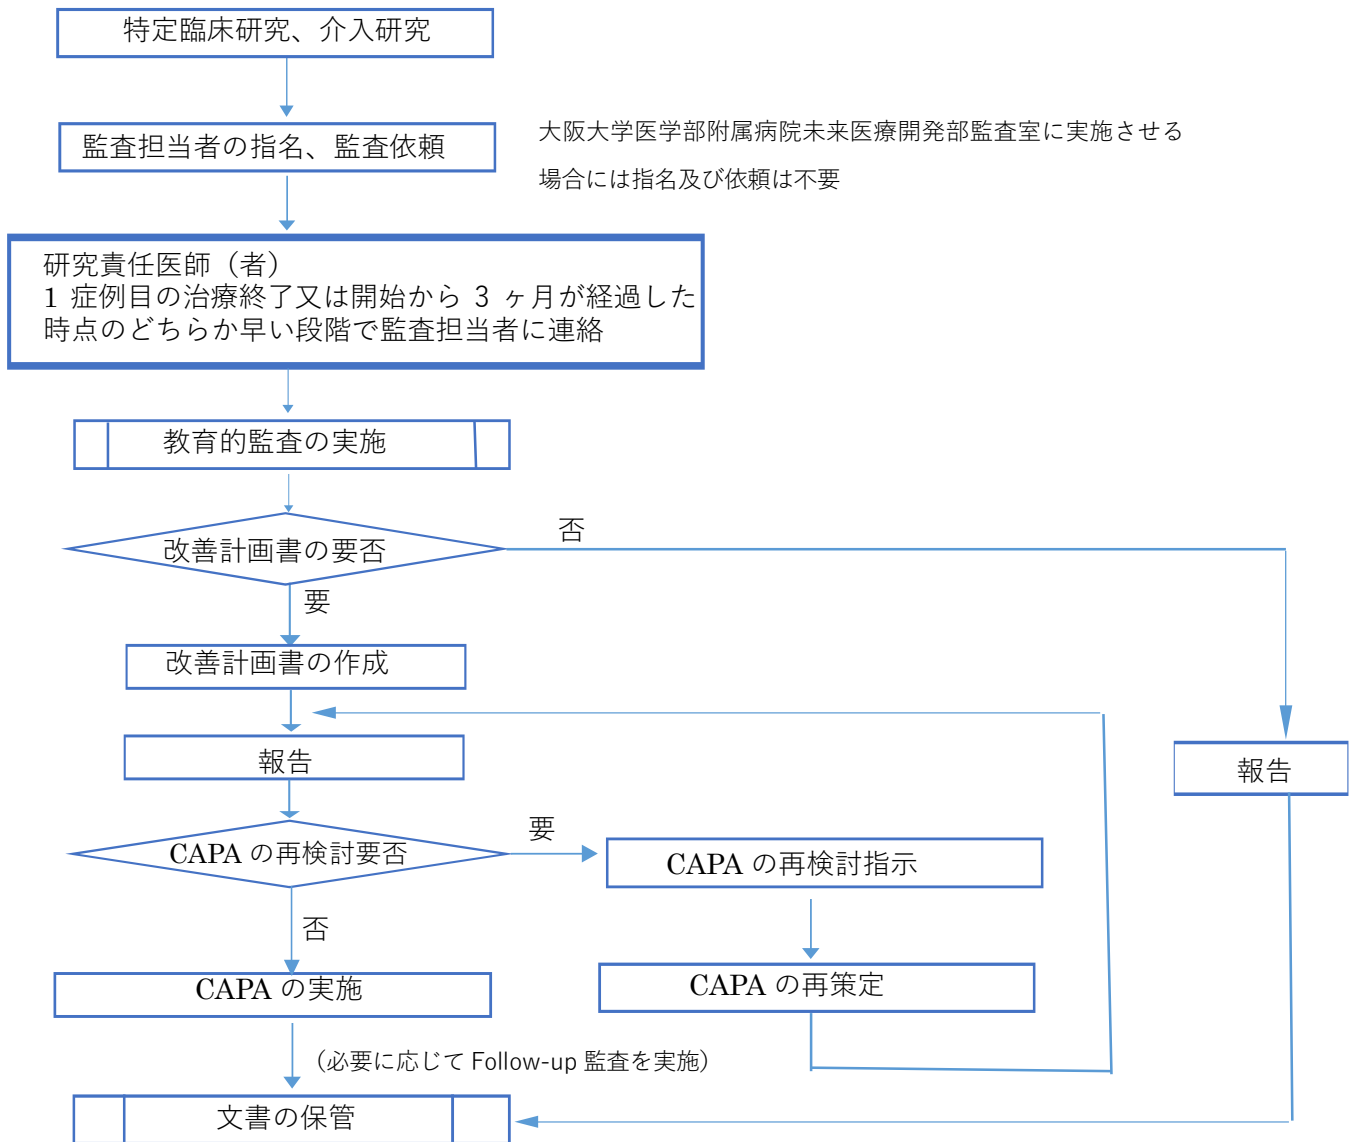 特定臨床研究、介入研究
監査担当者の指名、監査依頼
大阪大学医学部附属病院未来医療開発部監査室に実施させる
場合には指名及び依頼は不要
研究責任医師（者）
1 症例目の治療終了又は開始から 3 ヶ月が経過した
時点のどちらか早い段階で監査担当者に連絡
教育的監査の実施
否
改善計画書の要否
要
改善計画書の作成
報告
報告
要
CAPA の再検討要否
CAPA の再検討指示
否
CAPA の実施
CAPA の再策定
（必要に応じて Follow-up 監査を実施）
文書の保管